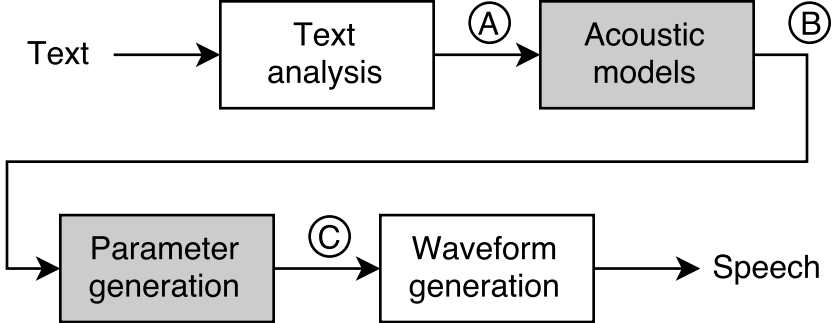 Text
Text
analysis
A
Acoustic
models
B
Parameter
generation
C
Waveform
generation
Speech